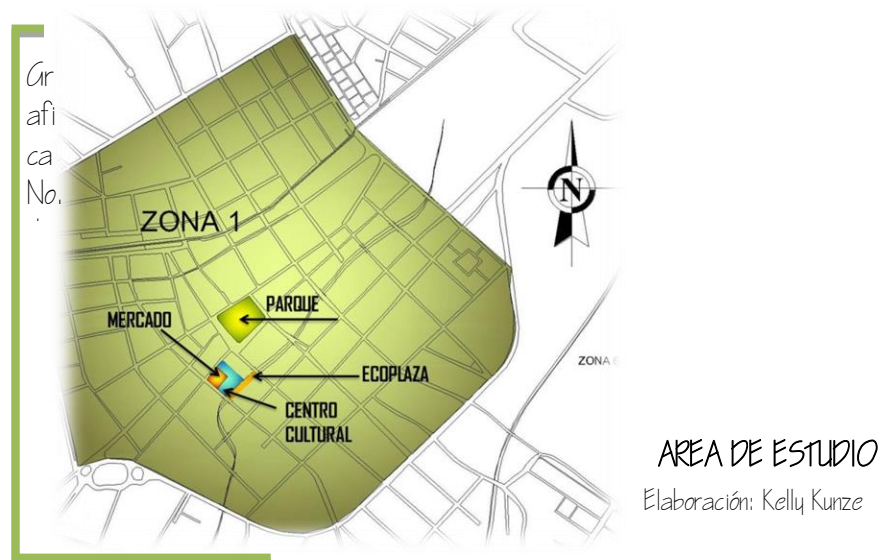 Gr
afi
ca
No.
ZONA 1
PARQUE
MERCADO
ECOPLAZA
CENTRO
CULTURAL
N
ZONA
AREA DE ESTUDIO
Elaboración: Kelly Kunze